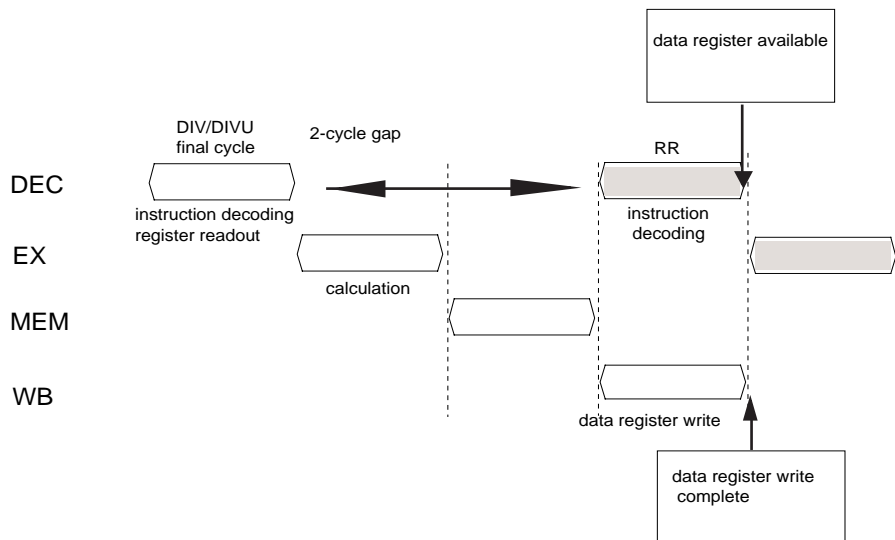 data register available
DIV/DIVU
final cycle
2-cycle gap
RR
DEC
instruction decoding
register readout
instruction
decoding
EX
calculation
MEM
WB
data register write
data register write
complete